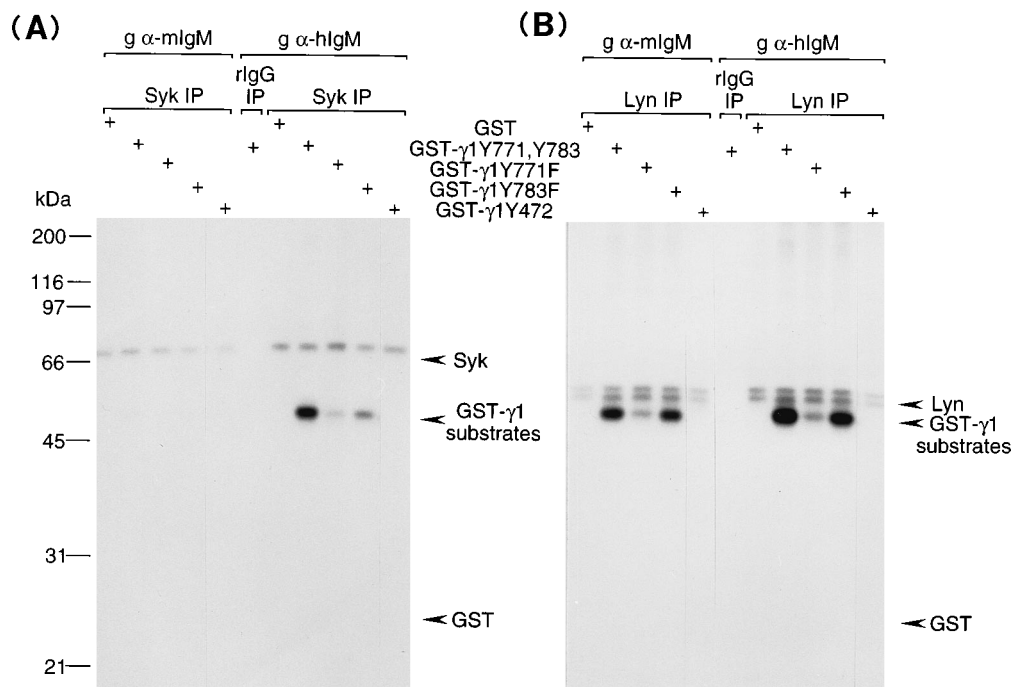 (A)
g α-mIgM
g α-hIgM
rIgG
IP
Syk IP
Syk IP
+
+
+
+
+
+
+
+
+
+
+
(B)
g α-mIgM
g α-hIgM
rIgG
IP
Lyn IP
Lyn IP
+
+
+
+
+
+
+
+
+
+
+
GST
GST-γ1Y771,Y783
GST-γ1Y771F
GST-γ1Y783F
GST-γ1Y472
kDa
200
116
97
66
45
31
21
Syk
GST-γ1
substrates
GST
Lyn
GST-γ1
substrates
GST